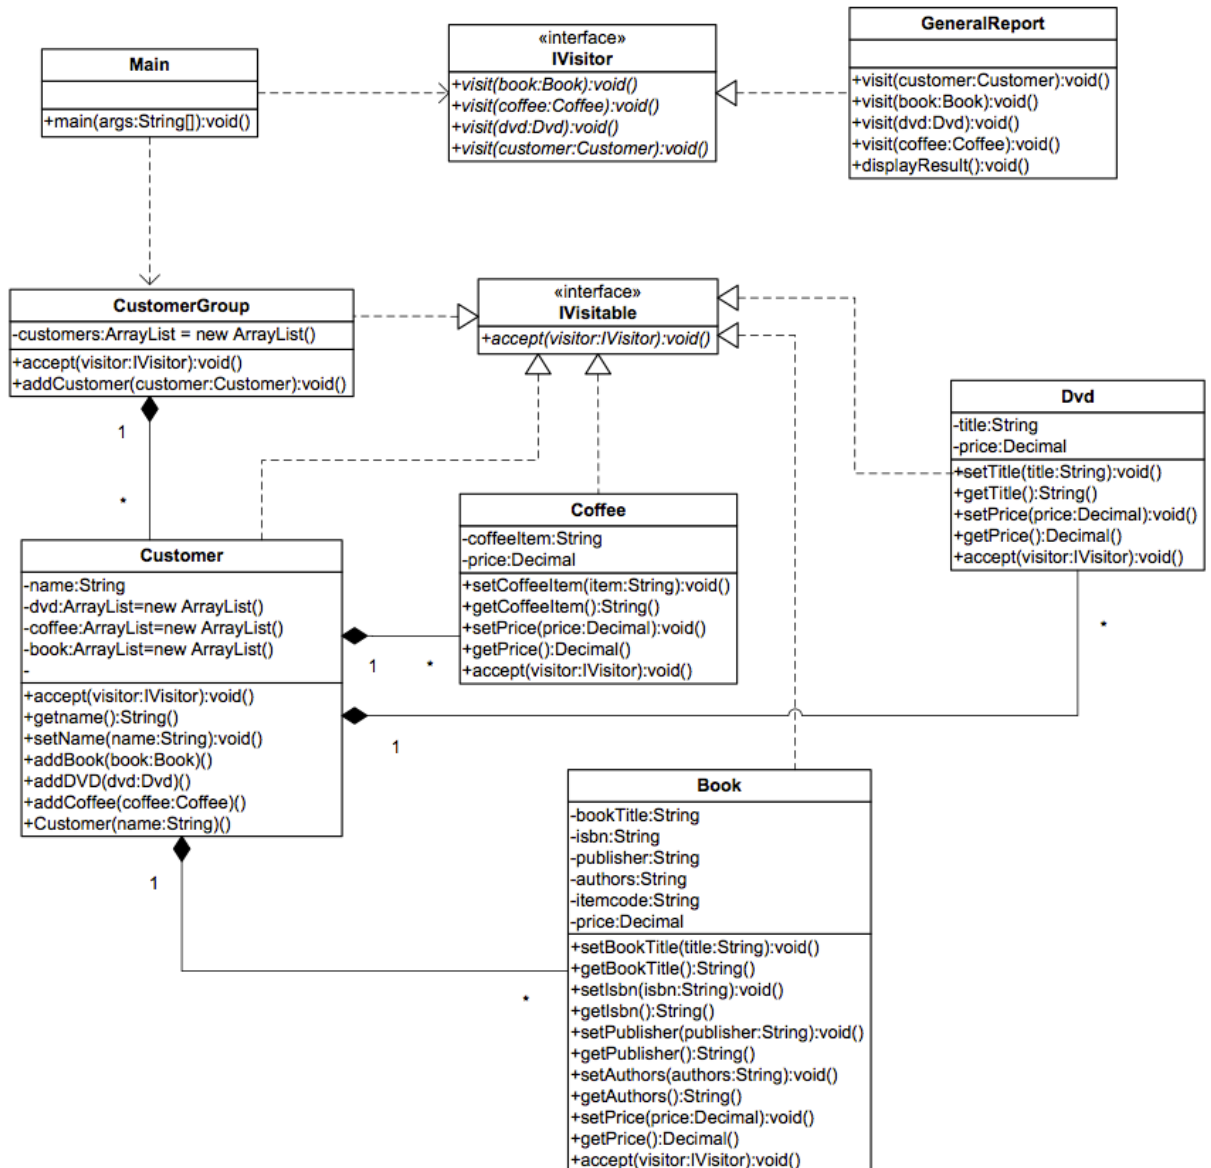 Main
+main(args:String[]):void()
«interface»
IVisitor
+visit(book:Book):void()
+visit(coffee:Coffee):void()
+visit(dvd:Dvd):void()
+visit(customer:Customer):void()
GeneralReport
+visit(customer:Customer):void()
+visit(book:Book):void()
+visit(dvd:Dvd):void()
+visit(coffee:Coffee):void()
+displayResult():void()
CustomerGroup
-customers:ArrayList = new ArrayList()
+accept(visitor:IVisitor):void()
+addCustomer(customer:Customer):void()
«interface»
IVisitable
+accept(visitor:IVisitor):void()
Dvd
-title:String
-price:Decimal
+setTitle(title:String):void()
+getTitle():String()
+setPrice(price:Decimal):void()
+getPrice():Decimal()
+accept(visitor:IVisitor):void()
1
*
Customer
-name:String
-dvd:ArrayList=new ArrayList()
-coffee:ArrayList=new ArrayList()
-book:ArrayList=new ArrayList()
-
+accept(visitor:IVisitor):void()
+getname():String()
+setName(name:String):void()
+addBook(book:Book)()
+addDVD(dvd:Dvd)()
+addCoffee(coffee:Coffee)()
+Customer(name:String)()
Coffee
-coffeeItem:String
-price:Decimal
+setCoffeeItem(item:String):void()
+getCoffeeItem():String()
+setPrice(price:Decimal):void()
+getPrice():Decimal()
+accept(visitor:IVisitor):void()
1
*
*
1
Book
-bookTitle:String
-isbn:String
-publisher:String
-authors:String
-itemcode:String
-price:Decimal
+setBookTitle(title:String):void()
+getBookTitle():String()
+setIsbn(isbn:String):void()
+getIsbn():String()
+setPublisher(publisher:String):void()
+getPublisher():String()
+setAuthors(authors:String):void()
+getAuthors():String()
+setPrice(price:Decimal):void()
+getPrice():Decimal()
+accept(visitor:IVisitor):void()
1
*